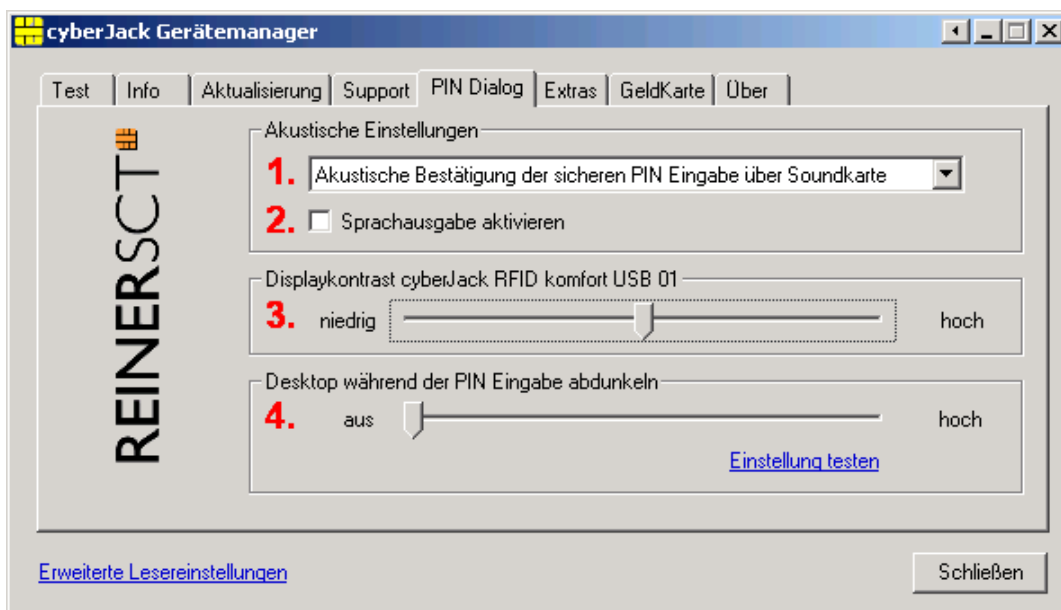 cyberJack Gerätemanager
Test Info Aktualisierung Support PIN Dialog Extras GeldKarte Über
REINERSCT
Akustische Einstellungen
1. Akustische Bestätigung der sicheren PIN Eingabe über Soundkarte
2. Sprachausgabe aktivieren
Displaykontrast cyberJack RFID komfort USB 01
3. niedrig hoch
Desktop während der PIN Eingabe abdunkeln
4. aus hoch
Einstellung testen
Erweiterte Lesereinstellungen Schließen